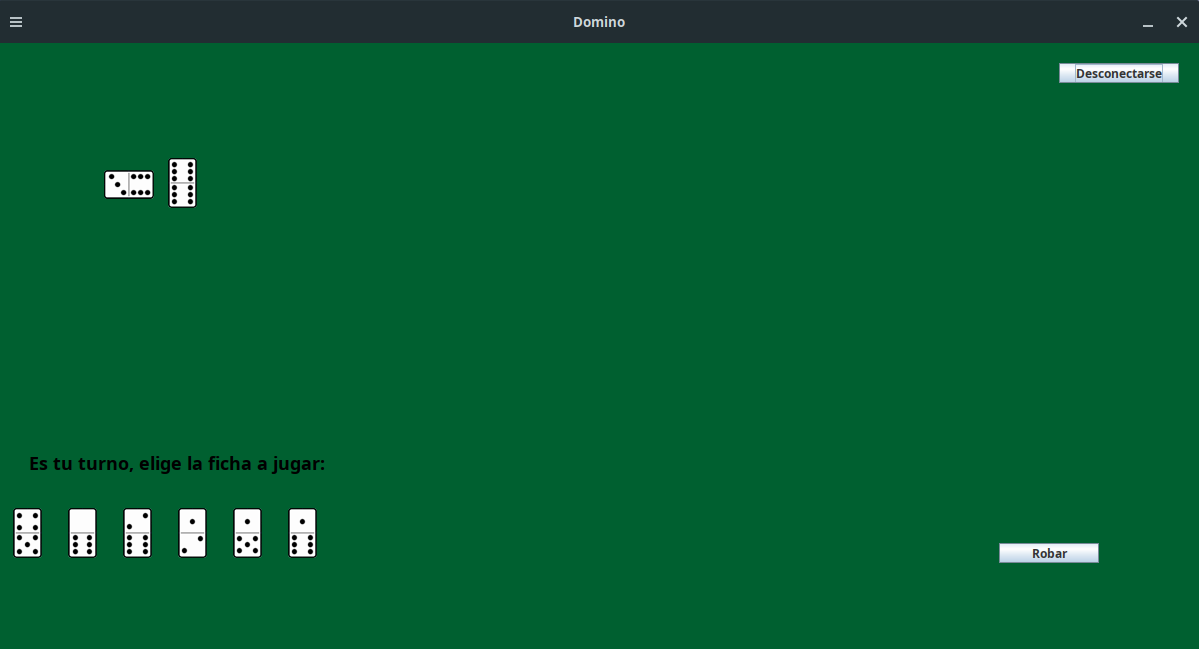 Domino
Desconectarse
Es tu turno, elige la ficha a jugar:
Robar